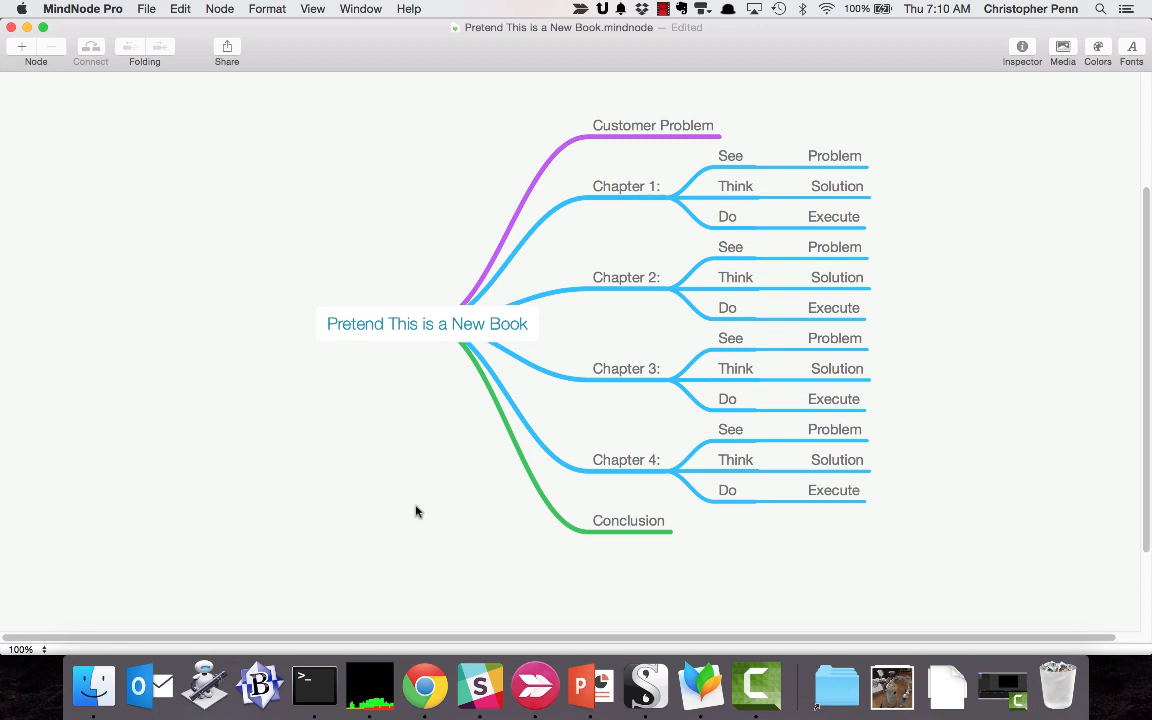 MindNode Pro File Edit Node Format View Window Help 100% Thu 7:10 AM Christopher Penn
Pretend This is a New Book.mindnode — Edited
Node Connect Folding Share Inspector Media Colors Fonts
Customer Problem
See Problem
Chapter 1: Think Solution
Do Execute
See Problem
Chapter 2: Think Solution
Do Execute
Pretend This is a New Book
See Problem
Chapter 3: Think Solution
Do Execute
See Problem
Chapter 4: Think Solution
Do Execute
Conclusion
100%